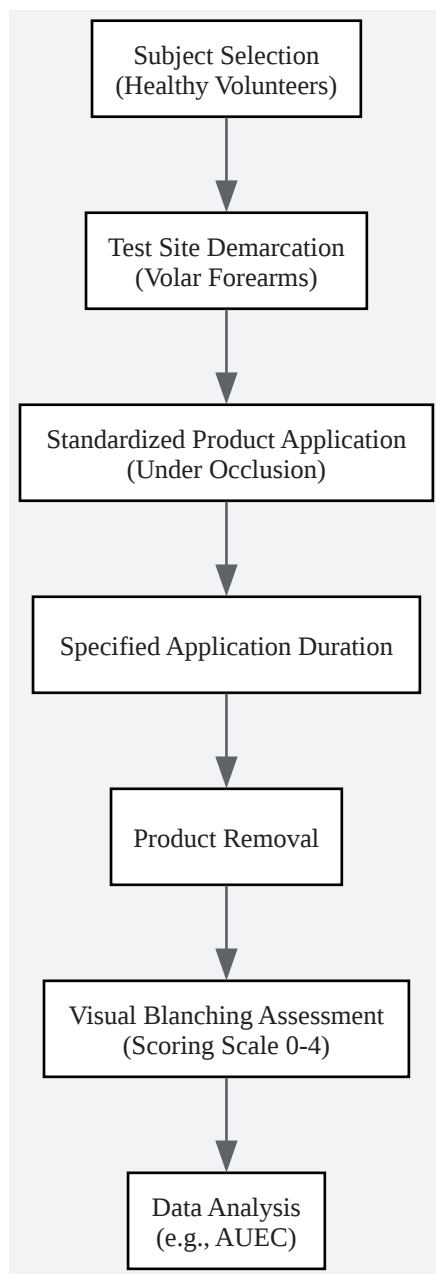 Subject Selection
(Healthy Volunteers)
Test Site Demarcation
(Volar Forearms)
Standardized Product Application
(Under Occlusion)
Specified Application Duration
Product Removal
Visual Blanching Assessment
(Scoring Scale 0-4)
Data Analysis
(e.g., AUEC)